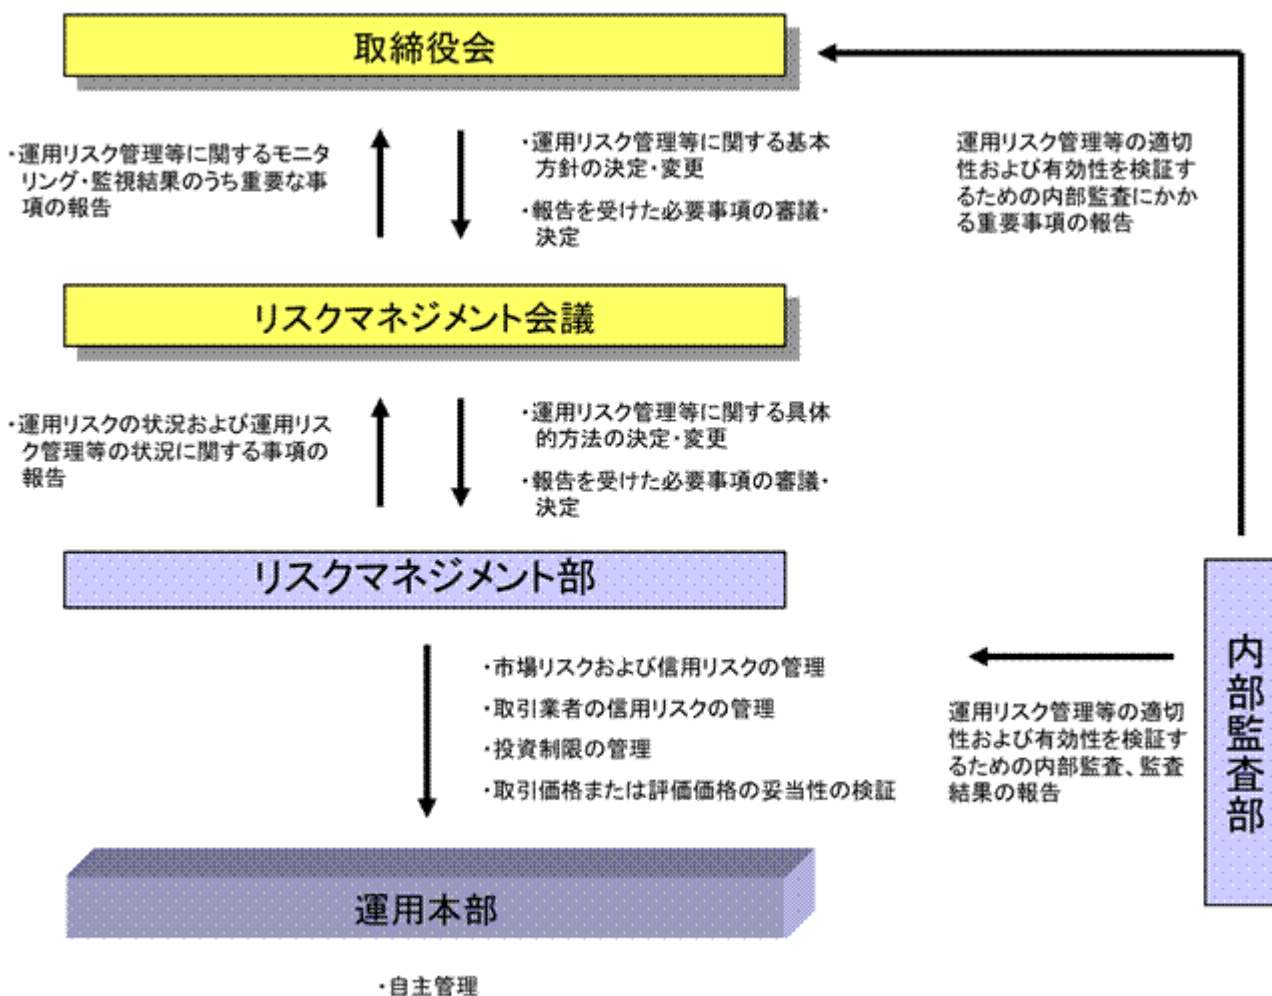 取締役会
・運用リスク管理等に関するモニタ
リング・監視結果のうち重要な事
項の報告
・運用リスク管理等に関する基本
方針の決定・変更
・報告を受けた必要事項の審議・
決定
運用リスク管理等の適切
性および有効性を検証す
るための内部監査にかか
る重要事項の報告
リスクマネジメント会議
・運用リスクの状況および運用リス
ク管理等の状況に関する事項の
報告
・運用リスク管理等に関する具体
的方法の決定・変更
・報告を受けた必要事項の審議・
決定
リスクマネジメント部
・市場リスクおよび信用リスクの管理
・取引業者の信用リスクの管理
・投資制限の管理
・取引価格または評価価格の妥当性の検証
運用リスク管理等の適切
性および有効性を検証す
るための内部監査、監査
結果の報告
内部監査部
運用本部
・自主管理